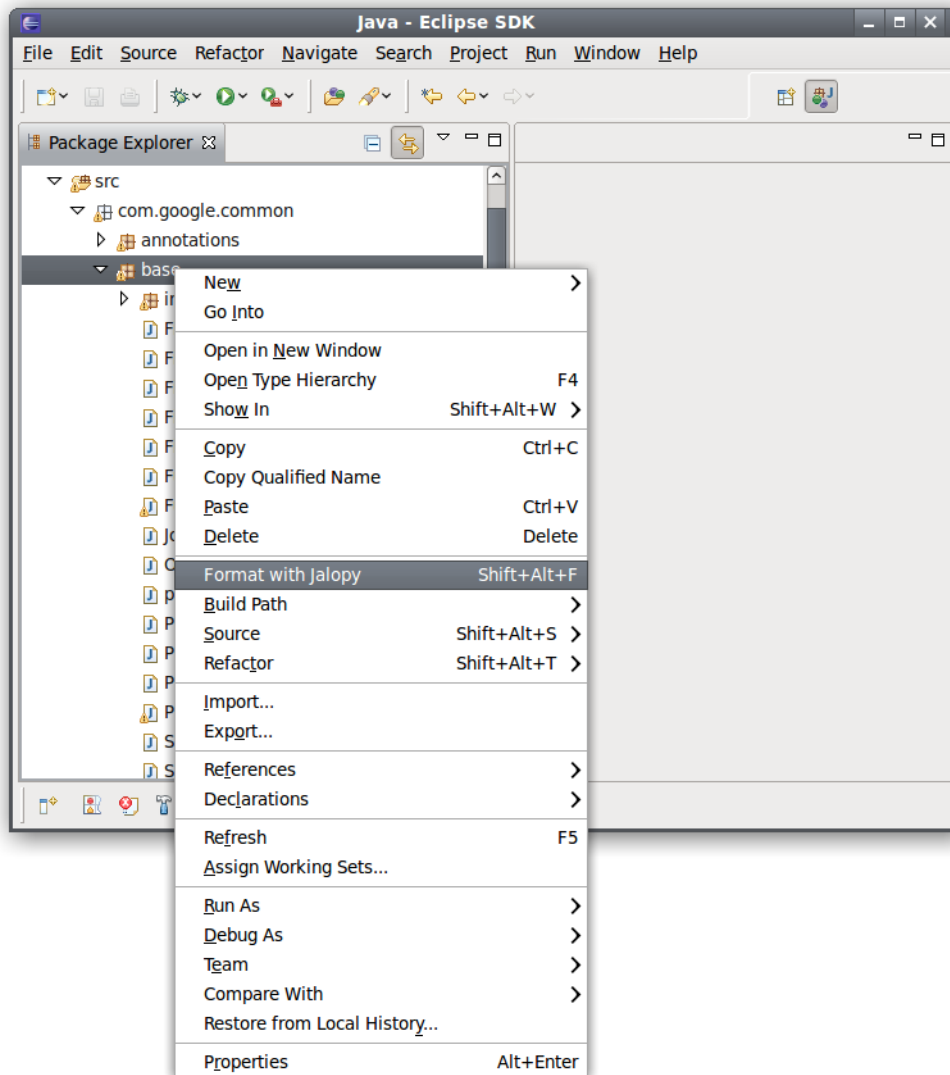 Java - Eclipse SDK
File Edit Source Refactor Navigate Search Project Run Window Help
Package Explorer
src
com.google.common
annotations
base
New
Go Into
Open in New Window
Open Type Hierarchy F4
Show In Shift+Alt+W
Copy Ctrl+C
Copy Qualified Name
Paste Ctrl+V
Delete Delete
Format with Jalopy Shift+Alt+F
Build Path
Source Shift+Alt+S
Refactor Shift+Alt+T
Import...
Export...
References
Declarations
Refresh F5
Assign Working Sets...
Run As
Debug As
Team
Compare With
Restore from Local History...
Properties Alt+Enter